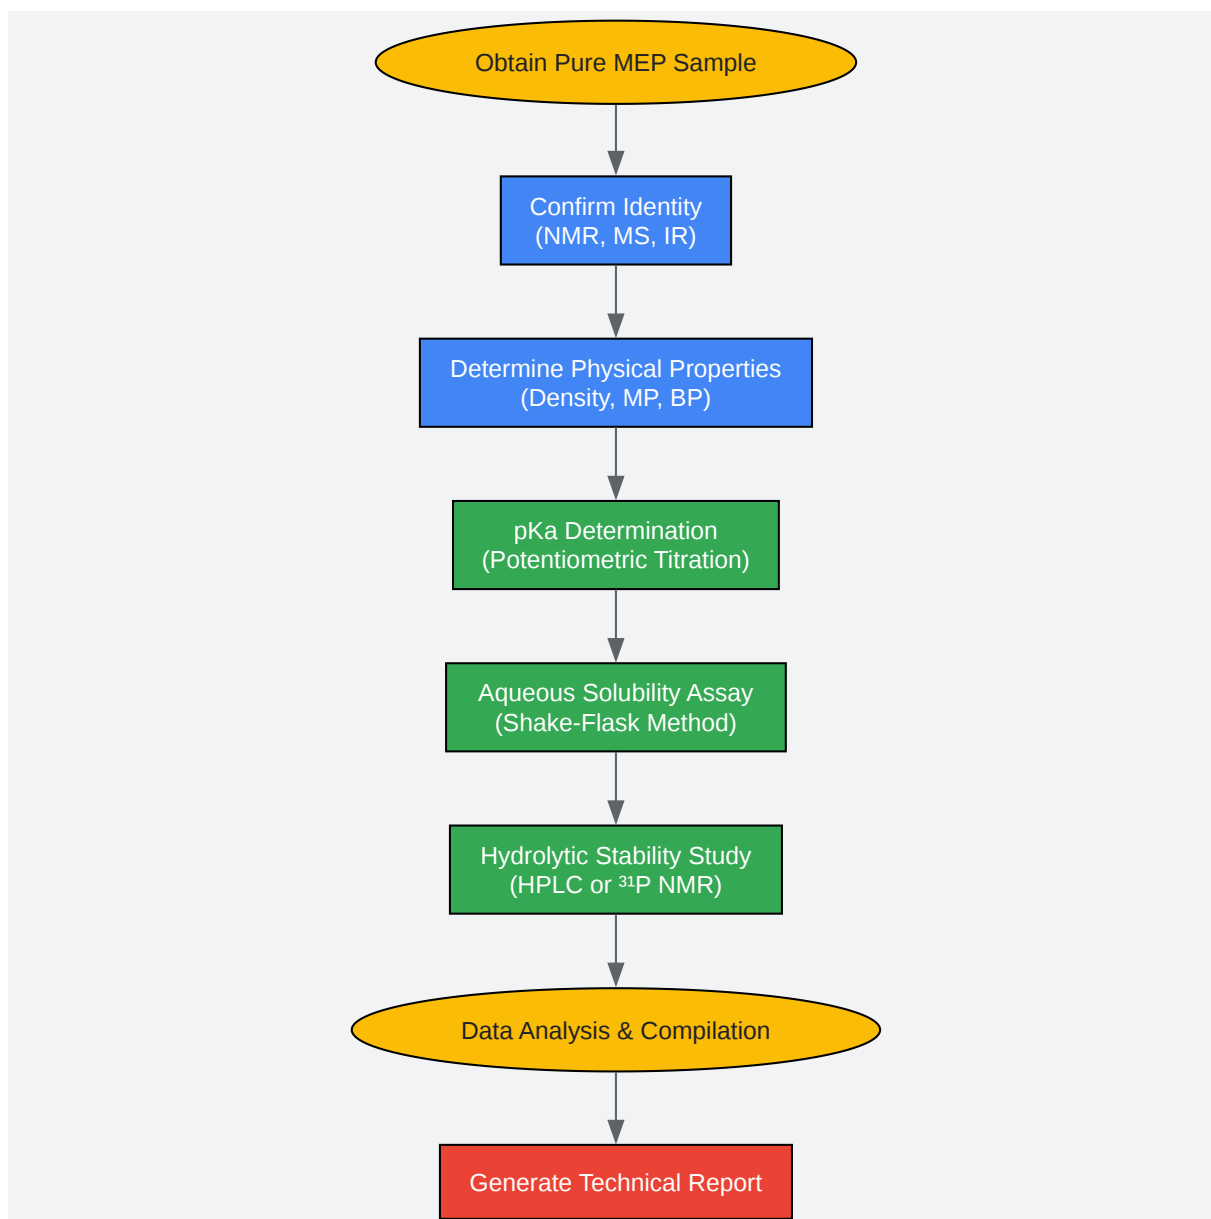 Obtain Pure MEP Sample
Confirm Identity
(NMR, MS, IR)
Determine Physical Properties
(Density, MP, BP)
pKa Determination
(Potentiometric Titration)
Aqueous Solubility Assay
(Shake-Flask Method)
Hydrolytic Stability Study
(HPLC or ³¹P NMR)
Data Analysis & Compilation
Generate Technical Report